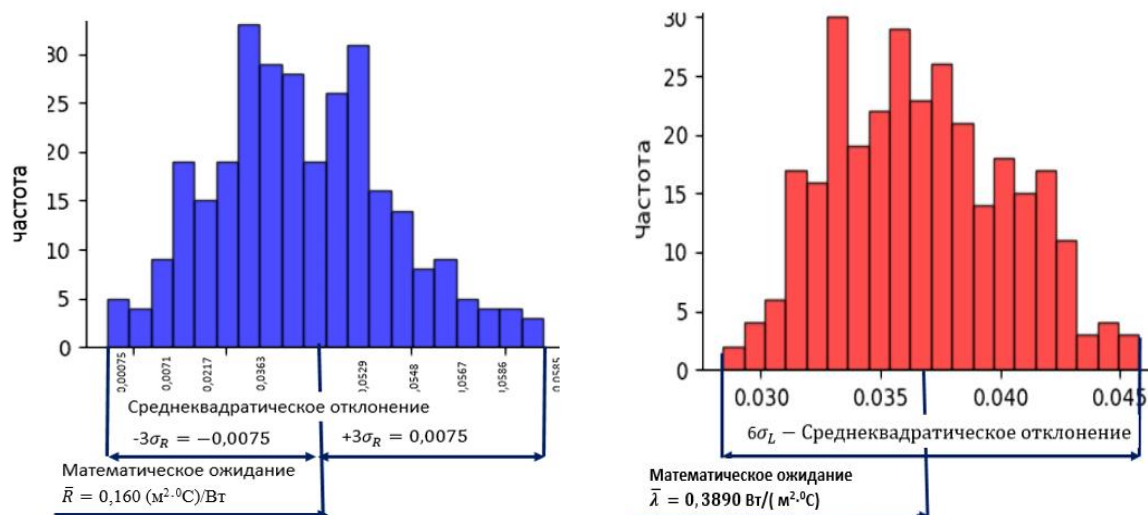 30
25
20
15
10
5
0
частота
0,00075
0,0071
0,0217
0,0363
0,0529
0,0548
0,0567
0,0586
Среднеквадратическое отклонение
-3σ_R = −0,0075
+3σ_R = 0,0075
Математическое ожидание
R̄ = 0,160 (м²·⁰С)/Вт
30
25
20
15
10
5
0
Частота
0.030
0.035
0.040
0.045
6σ_L − Среднеквадратическое отклонение
Математическое ожидание
λ̄ = 0,3890 Вт/( м²·⁰С)